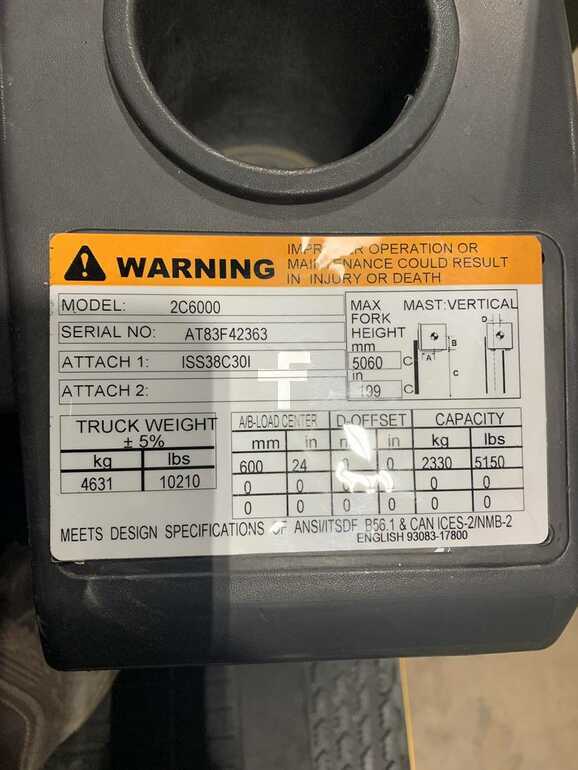 WARNING
IMPROPER OPERATION OR
MAINTENANCE COULD RESULT
IN INJURY OR DEATH
MODEL: 2C6000
SERIAL NO: AT83F42363
ATTACH 1: ISS38C30I
ATTACH 2:
MAX FORK HEIGHT
mm
5060 C
in
199 C
MAST: VERTICAL
D
A
B
C
TRUCK WEIGHT
± 5%
kg lbs
4631 10210
A/B-LOAD CENTER D-OFFSET CAPACITY
mm in in kg lbs
600 24 0 0 2330 5150
0 0 0 0 0 0
0 0 0 0 0 0
MEETS DESIGN SPECIFICATIONS OF ANSI/ITSDF B56.1 & CAN ICES-2/NMB-2
ENGLISH 93083-17800